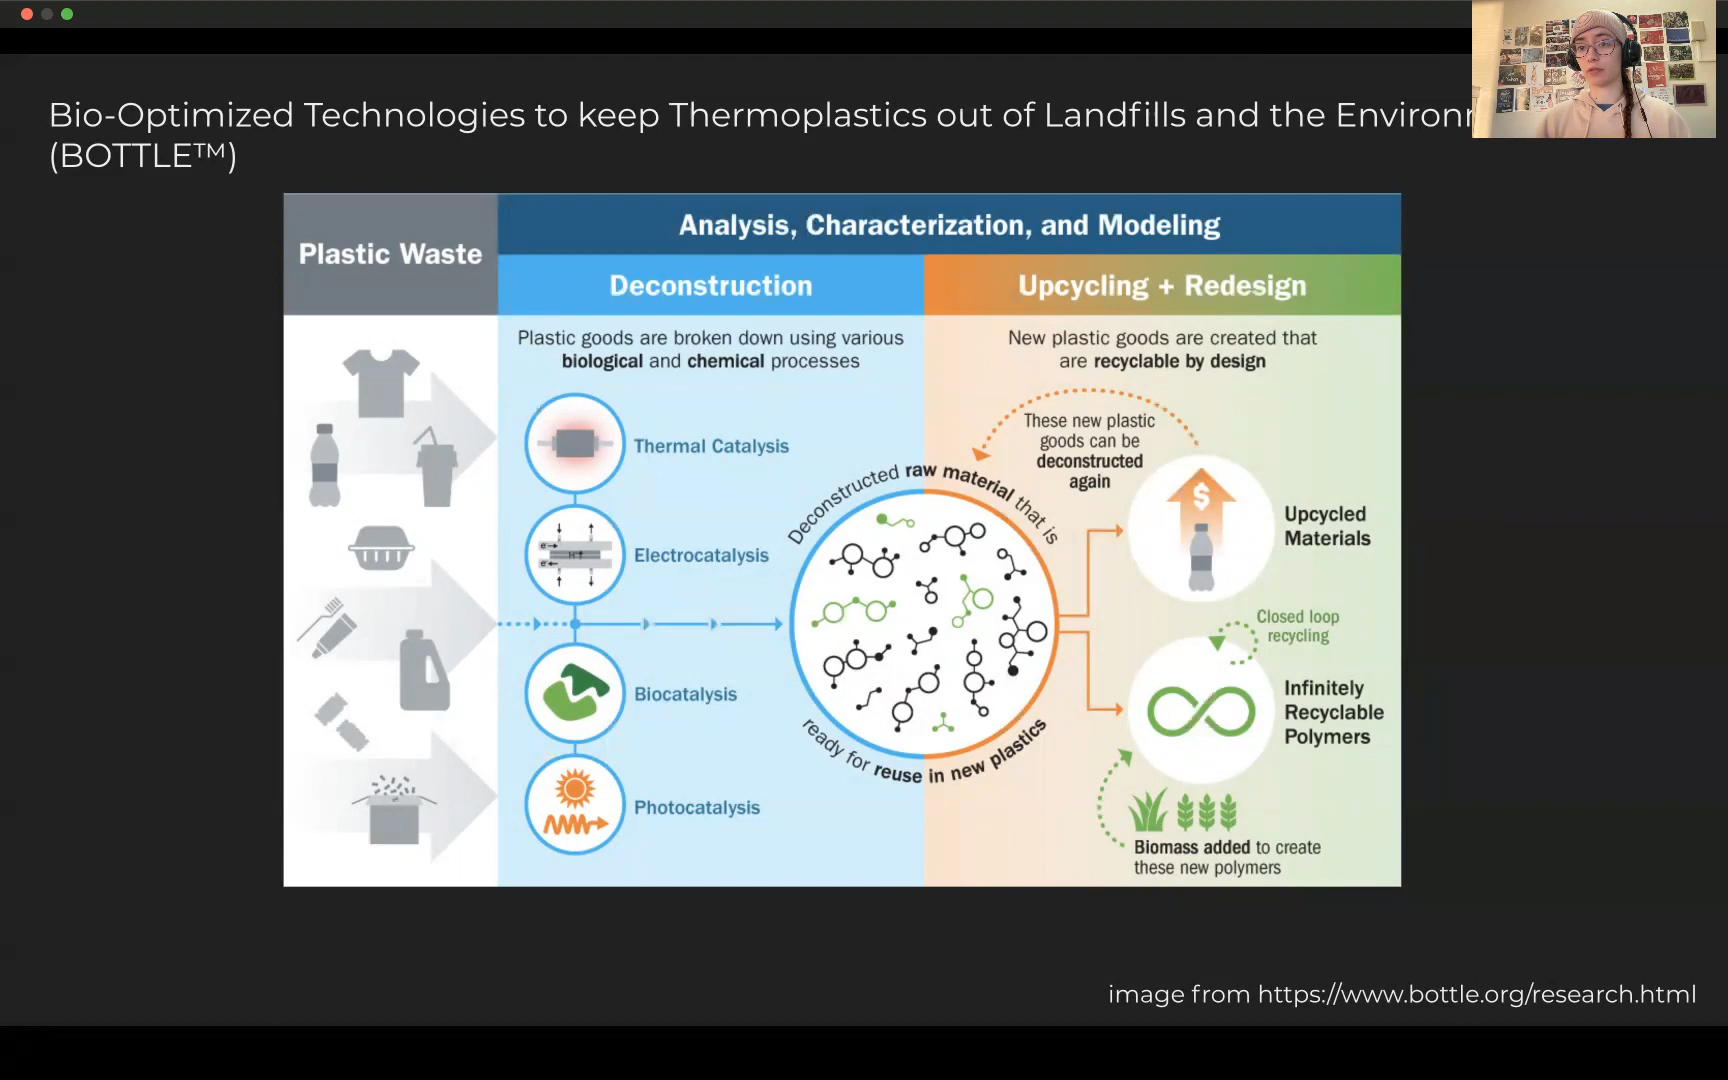 Bio-Optimized Technologies to keep Thermoplastics out of Landfills and the
(BOTTLE™)
Plastic Waste
Analysis, Characterization, and Modeling
Deconstruction
Upcycling + Redesign
Plastic goods are broken down using various
biological and chemical processes
New plastic goods are created that
are recyclable by design
Thermal Catalysis
Electrocatalysis
Biocatalysis
Photocatalysis
Deconstructed raw material that is
ready for reuse in new plastics
These new plastic
goods can be
deconstructed
again
$
Upcycled
Materials
Closed loop
recycling
Infinitely
Recyclable
Polymers
Biomass added to create
these new polymers
image from https://www.bottle.org/research.html